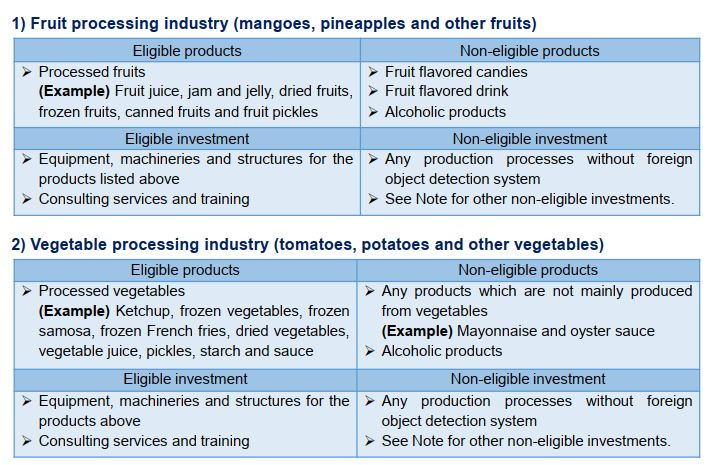 1) Fruit processing industry (mangoes, pineapples and other fruits)
Eligible products
Non-eligible products
➢ Processed fruits
(Example) Fruit juice, jam and jelly, dried fruits,
frozen fruits, canned fruits and fruit pickles
➢ Fruit flavored candies
➢ Fruit flavored drink
➢ Alcoholic products
Eligible investment
Non-eligible investment
➢ Equipment, machineries and structures for the
products listed above
➢ Consulting services and training
➢ Any production processes without foreign
object detection system
➢ See Note for other non-eligible investments.
2) Vegetable processing industry (tomatoes, potatoes and other vegetables)
Eligible products
Non-eligible products
➢ Processed vegetables
(Example) Ketchup, frozen vegetables, frozen
samosa, frozen French fries, dried vegetables,
vegetable juice, pickles, starch and sauce
➢ Any products which are not mainly produced
from vegetables
(Example) Mayonnaise and oyster sauce
➢ Alcoholic products
Eligible investment
Non-eligible investment
➢ Equipment, machineries and structures for the
products above
➢ Consulting services and training
➢ Any production processes without foreign
object detection system
➢ See Note for other non-eligible investments.